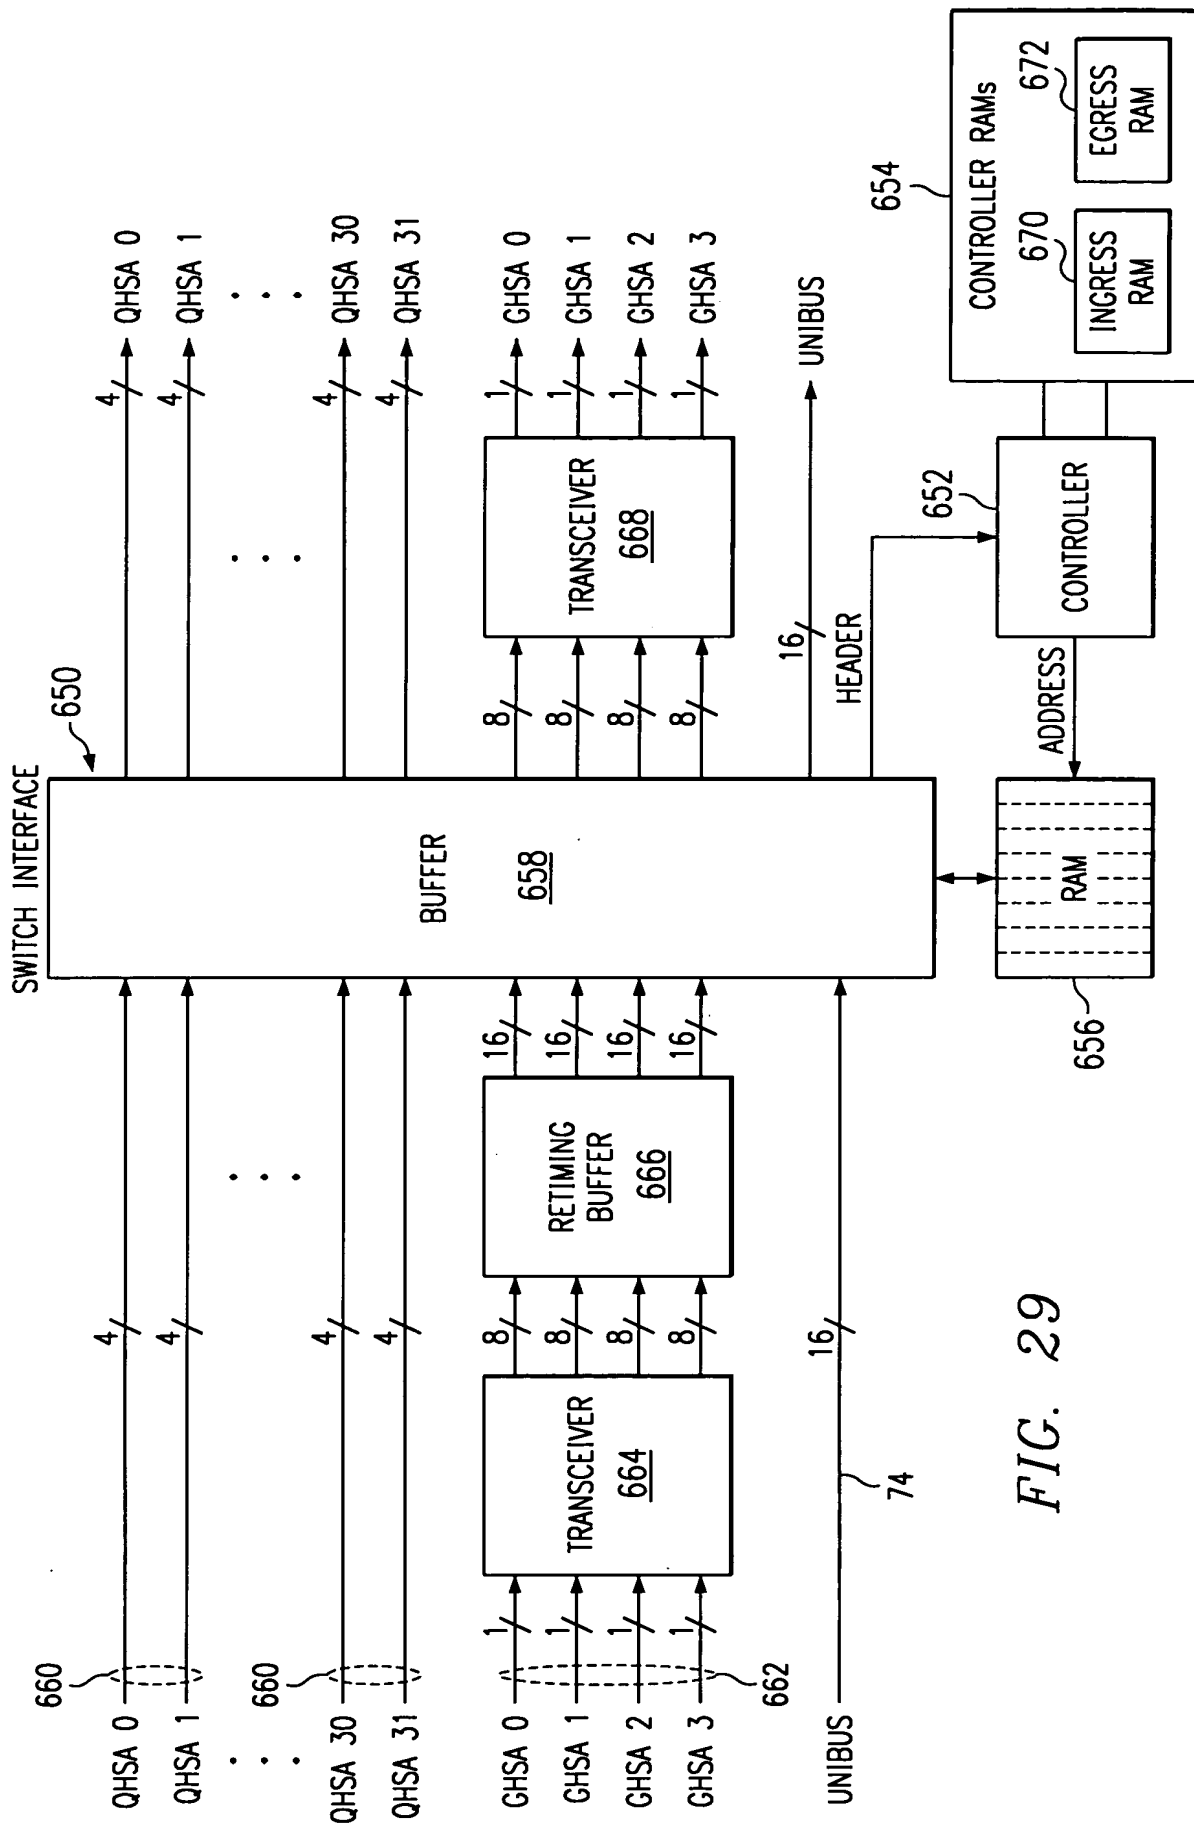 SWITCH INTERFACE
650
660
QHSA 0
4
4
QHSA 0
QHSA 1
4
4
QHSA 1
660
QHSA 30
4
4
QHSA 30
QHSA 31
4
4
QHSA 31
BUFFER
658
GHSA 0
1
8
16
8
1
GHSA 0
GHSA 1
1
8
16
8
1
GHSA 1
GHSA 2
1
8
16
8
1
GHSA 2
GHSA 3
1
8
16
8
1
GHSA 3
662
TRANSCEIVER
664
RETIMING
BUFFER
666
TRANSCEIVER
668
UNIBUS
16
74
16
UNIBUS
HEADER
656
RAM
ADDRESS
652
CONTROLLER
654
CONTROLLER RAMs
670
INGRESS
RAM
672
EGRESS
RAM
FIG. 29